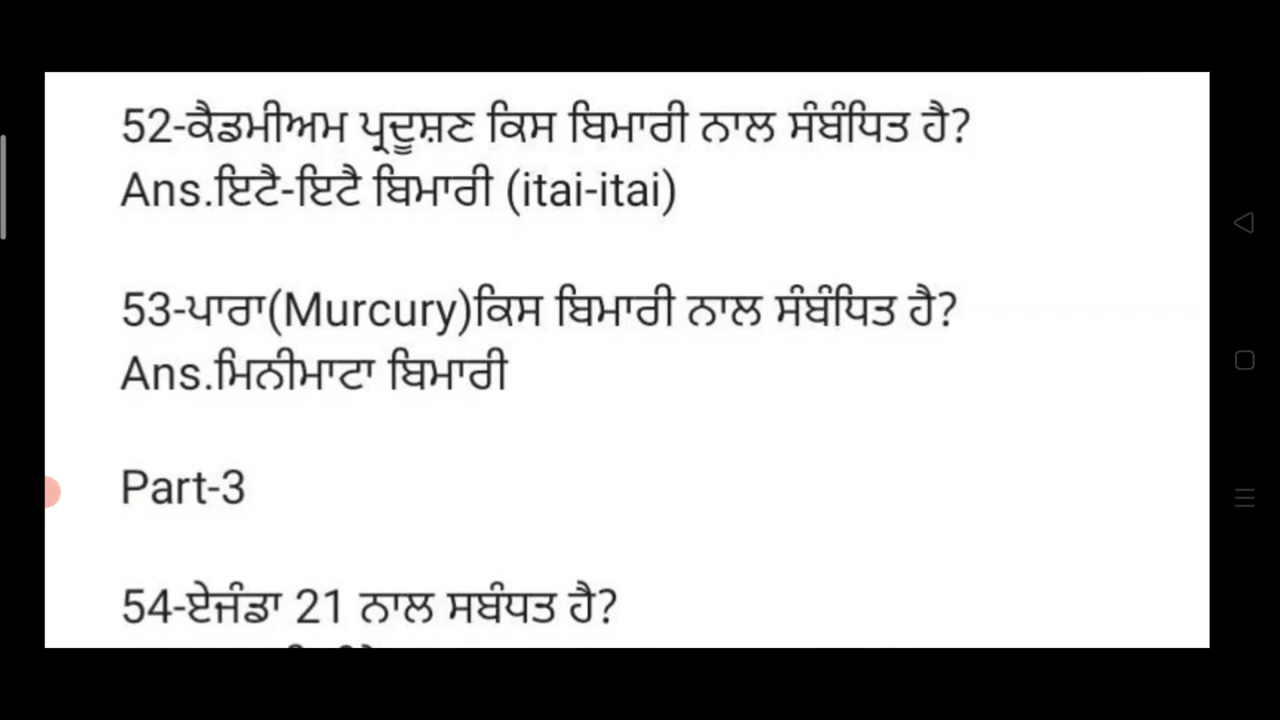 52-ਕੈਡਮੀਅਮ ਪ੍ਰਦੂਸ਼ਣ ਕਿਸ ਬਿਮਾਰੀ ਨਾਲ ਸੰਬੰਧਿਤ ਹੈ?
Ans.ਇਟੈ-ਇਟੈ ਬਿਮਾਰੀ (itai-itai)
53-ਪਾਰਾ(Murcury)ਕਿਸ ਬਿਮਾਰੀ ਨਾਲ ਸੰਬੰਧਿਤ ਹੈ?
Ans.ਮਿਨੀਮਾਟਾ ਬਿਮਾਰੀ
Part-3
54-ਏਜੰਡਾ 21 ਨਾਲ ਸਬੰਧਤ ਹੈ?